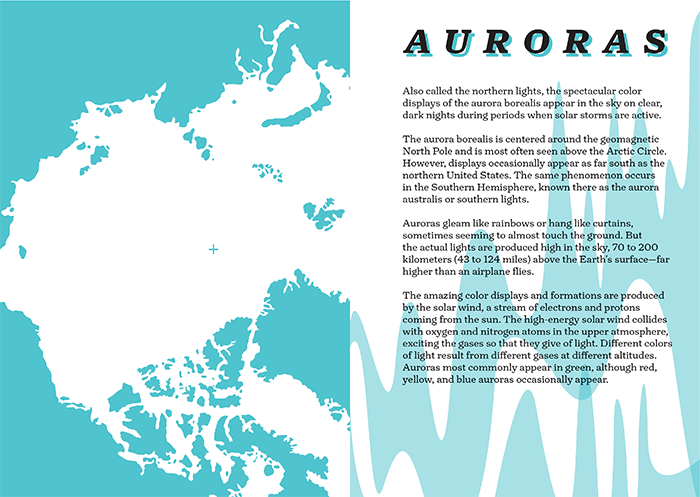 AURORAS
Also called the northern lights, the spectacular color
displays of the aurora borealis appear in the sky on clear,
dark nights during periods when solar storms are active.
The aurora borealis is centered around the geomagnetic
North Pole and is most often seen above the Arctic Circle.
However, displays occasionally appear as far south as the
northern United States. The same phenomenon occurs
in the Southern Hemisphere, known there as the aurora
australis or southern lights.
Auroras gleam like rainbows or hang like curtains,
sometimes seeming to almost touch the ground. But
the actual lights are produced high in the sky, 70 to 200
kilometers (43 to 124 miles) above the Earth's surface—far
higher than an airplane flies.
The amazing color displays and formations are produced
by the solar wind, a stream of electrons and protons
coming from the sun. The high-energy solar wind collides
with oxygen and nitrogen atoms in the upper atmosphere,
exciting the gases so that they give of light. Different colors
of light result from different gases at different altitudes.
Auroras most commonly appear in green, although red,
yellow, and blue auroras occasionally appear.